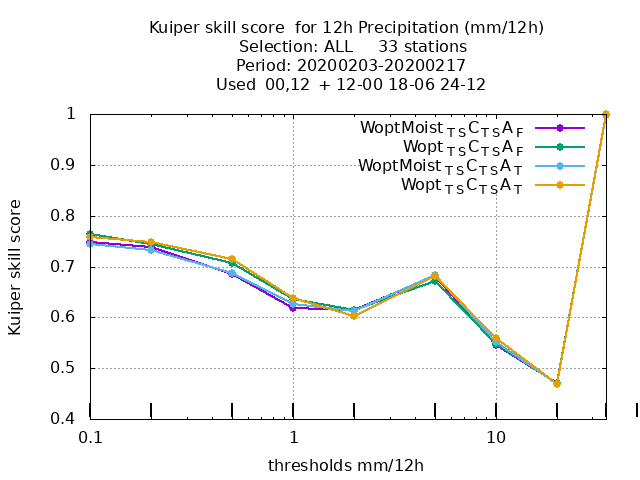 Kuiper skill score  for 12h Precipitation (mm/12h)
Selection: ALL     33 stations
Period: 20200203-20200217
Used  00,12  + 12-00 18-06 24-12
WoptMoist TS C TS A F
Wopt TS C TS A F
WoptMoist TS C TS A T
Wopt TS C TS A T
1
0.9
0.8
0.7
0.6
0.5
0.4
Kuiper skill score
0.1 1 10
thresholds mm/12h